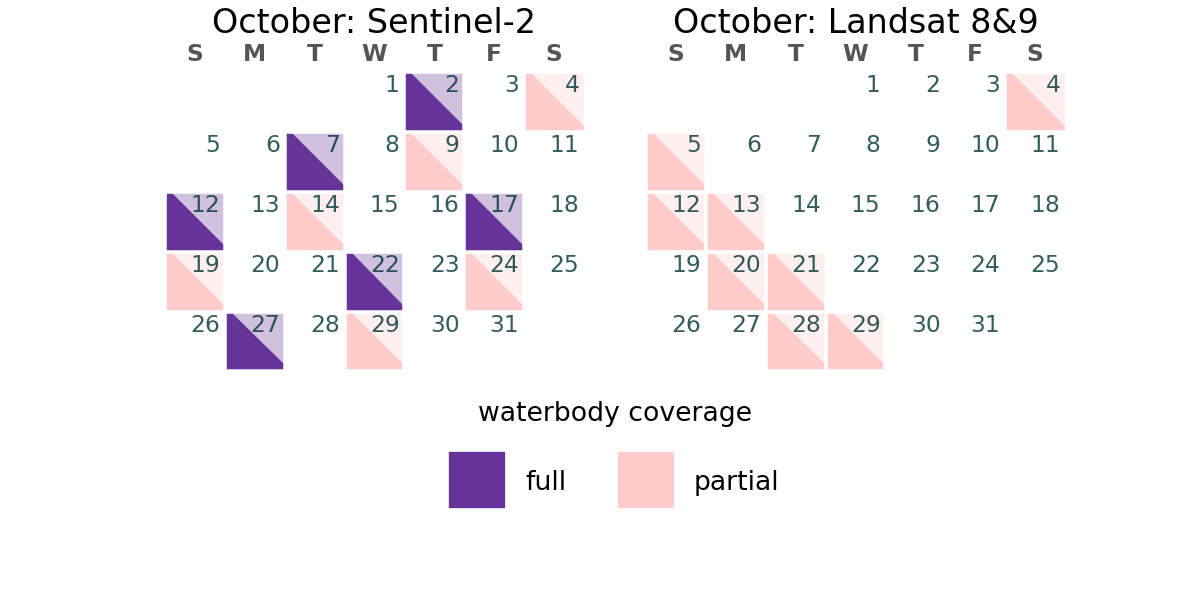 October: Sentinel-2
S M T W T F S
1 2 3 4
5 6 7 8 9 10 11
12 13 14 15 16 17 18
19 20 21 22 23 24 25
26 27 28 29 30 31
October: Landsat 8&9
S M T W T F S
1 2 3 4
5 6 7 8 9 10 11
12 13 14 15 16 17 18
19 20 21 22 23 24 25
26 27 28 29 30 31
waterbody coverage
full partial